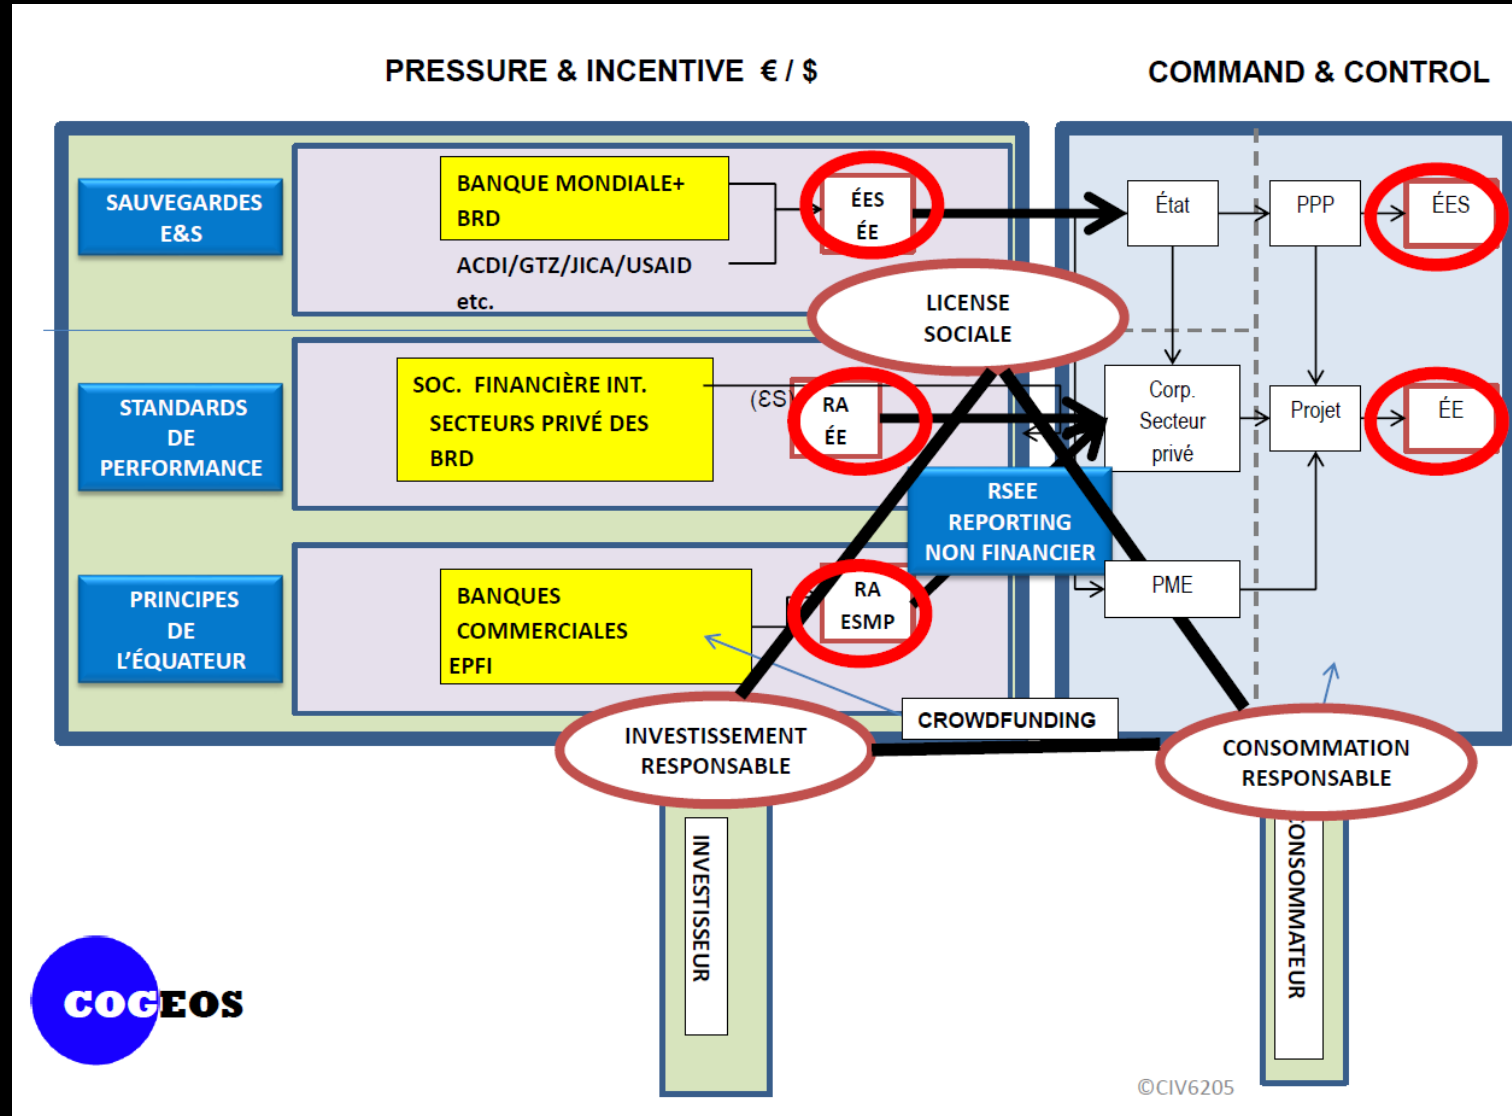 PRESSURE & INCENTIVE € / $
COMMAND & CONTROL
SAUVEGARDES
E&S
BANQUE MONDIALE+
BRD
ACDI/GTZ/JICA/USAID
etc.
ÉES
ÉE
État
PPP
ÉES
LICENSE
SOCIALE
STANDARDS
DE
PERFORMANCE
SOC. FINANCIÈRE INT.
SECTEURS PRIVÉ DES
BRD
(ƐS)
RA
ÉE
Corp.
Secteur
privé
Projet
ÉE
RSEE
REPORTING
NON FINANCIER
PRINCIPES
DE
L'ÉQUATEUR
BANQUES
COMMERCIALES
EPFI
RA
ESMP
PME
CROWDFUNDING
INVESTISSEMENT
RESPONSABLE
CONSOMMATION
RESPONSABLE
INVESTISSEUR
CONSOMMATEUR
COGEOS
©CIV6205